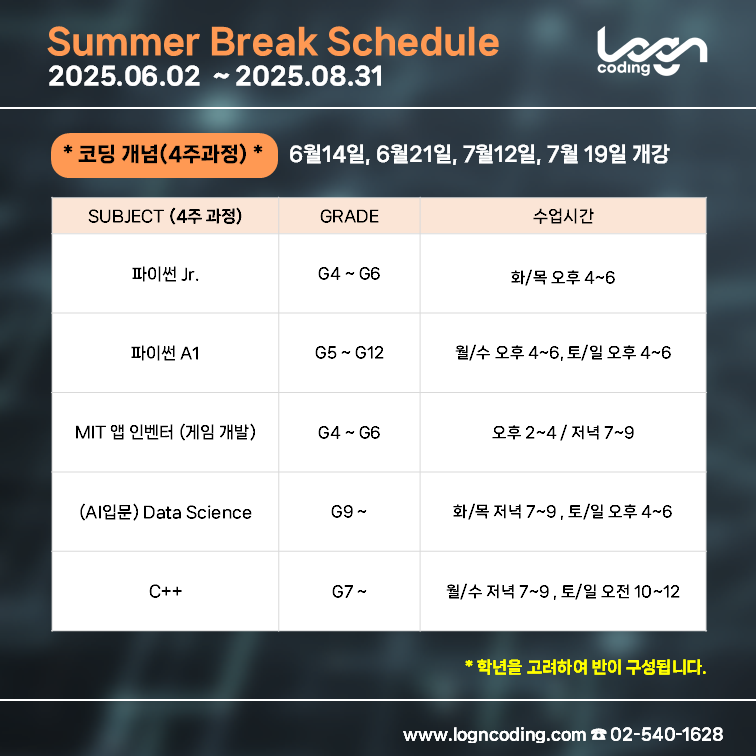 Summer Break Schedule
2025.06.02 ~ 2025.08.31
Logn
coding
* 코딩 개념(4주과정) * 6월14일, 6월21일, 7월12일, 7월 19일 개강
SUBJECT (4주 과정) GRADE 수업시간
파이썬 Jr. G4 ~ G6 화/목 오후 4~6
파이썬 A1 G5 ~ G12 월/수 오후 4~6, 토/일 오후 4~6
MIT 앱 인벤터 (게임 개발) G4 ~ G6 오후 2~4 / 저녁 7~9
(AI입문) Data Science G9 ~ 화/목 저녁 7~9 , 토/일 오후 4~6
C++ G7 ~ 월/수 저녁 7~9 , 토/일 오전 10~12
* 학년을 고려하여 반이 구성됩니다.
www.logncoding.com ☎ 02-540-1628